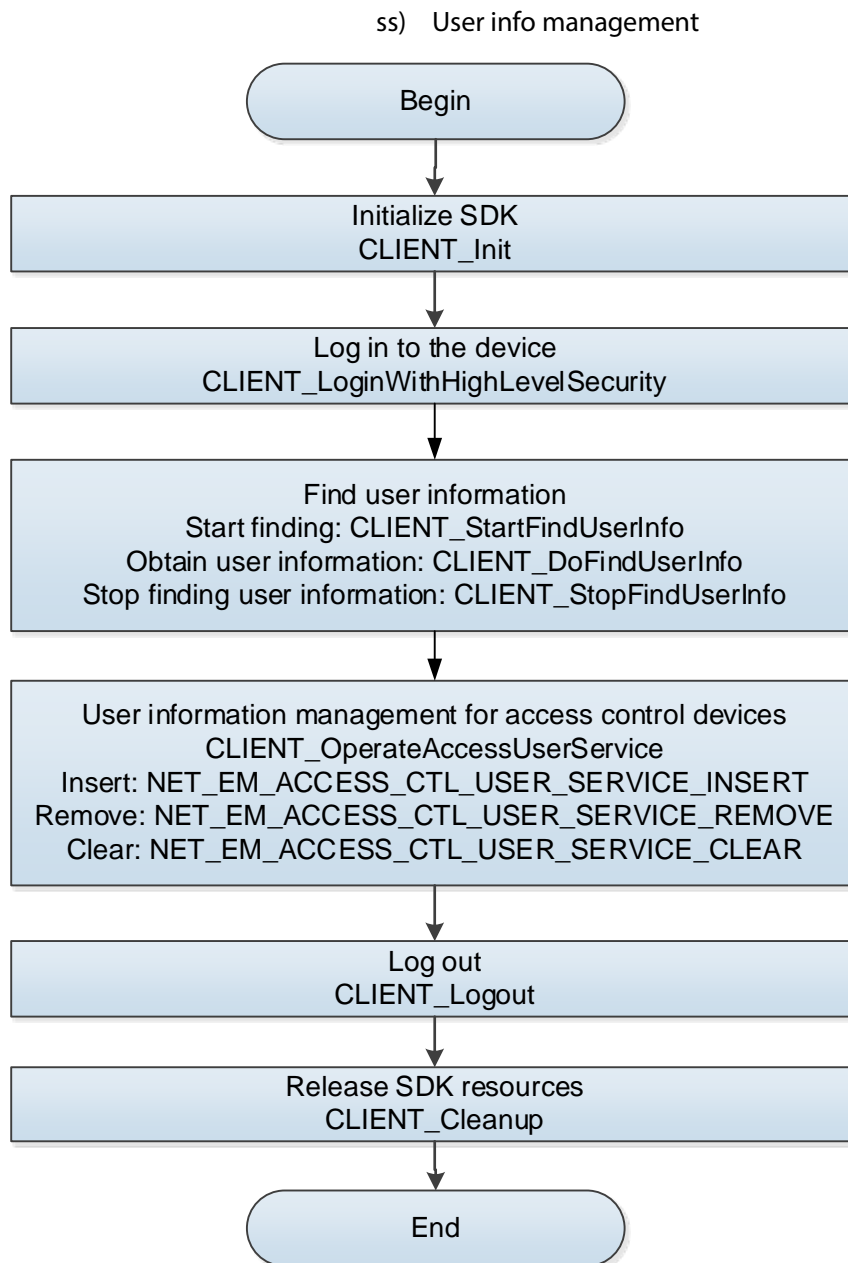 ss) User info management
Begin
Initialize SDK
CLIENT_Init
Log in to the device
CLIENT_LoginWithHighLevelSecurity
Find user information
Start finding: CLIENT_StartFindUserInfo
Obtain user information: CLIENT_DoFindUserInfo
Stop finding user information: CLIENT_StopFindUserInfo
User information management for access control devices
CLIENT_OperateAccessUserService
Insert: NET_EM_ACCESS_CTL_USER_SERVICE_INSERT
Remove: NET_EM_ACCESS_CTL_USER_SERVICE_REMOVE
Clear: NET_EM_ACCESS_CTL_USER_SERVICE_CLEAR
Log out
CLIENT_Logout
Release SDK resources
CLIENT_Cleanup
End